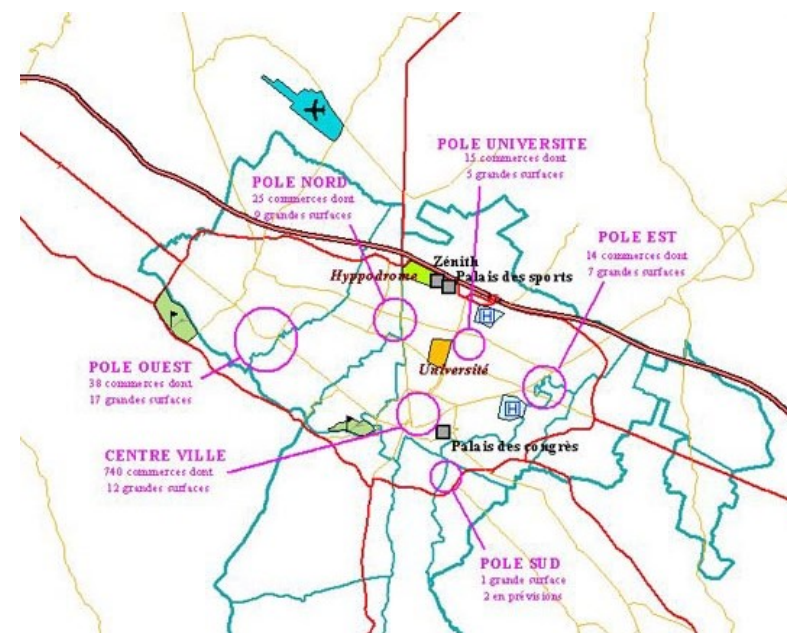 POLE UNIVERSITE
15 commerces dont
5 grandes surfaces
POLE NORD
25 commerces dont
9 grandes surfaces
POLE EST
14 commerces dont
7 grandes surfaces
Zénith
Hyppodrome
Palais des sports
H
POLE OUEST
38 commerces dont
17 grandes surfaces
Université
H
CENTRE VILLE
740 commerces dont
12 grandes surfaces
Palais des congrès
POLE SUD
1 grande surface
2 en prévisions